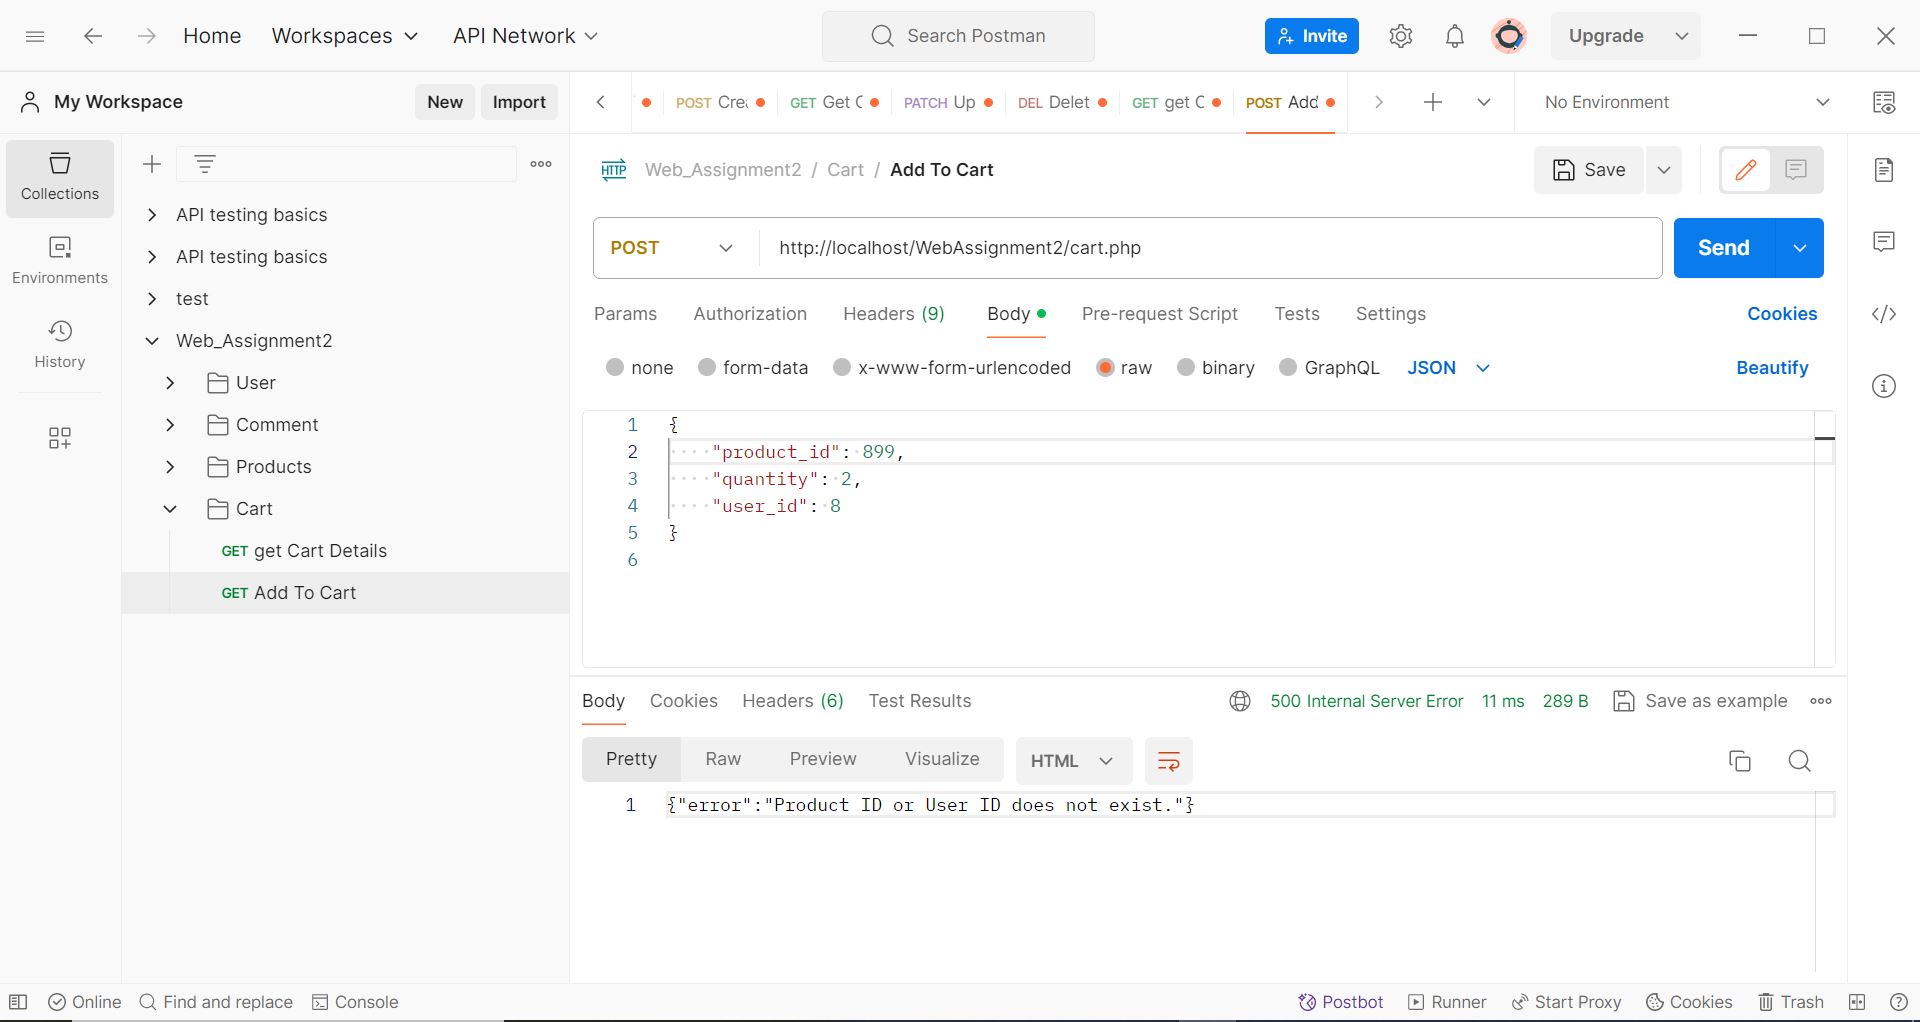 Home Workspaces API Network Search Postman Invite Upgrade
My Workspace New Import
POST Cre GET Get C PATCH Up DEL Delet GET get C POST Add No Environment
Collections
Environments
History
API testing basics
API testing basics
test
Web_Assignment2
User
Comment
Products
Cart
GET get Cart Details
GET Add To Cart
HTTP Web_Assignment2 / Cart / Add To Cart Save
POST http://localhost/WebAssignment2/cart.php Send
Params Authorization Headers (9) Body Pre-request Script Tests Settings Cookies
none form-data x-www-form-urlencoded raw binary GraphQL JSON Beautify
1 {
2 ····"product_id":·899,
3 ····"quantity":·2,
4 ····"user_id":·8
5 }
6
Body Cookies Headers (6) Test Results 500 Internal Server Error 11 ms 289 B Save as example
Pretty Raw Preview Visualize HTML
1 {"error":"Product ID or User ID does not exist."}
Online Find and replace Console Postbot Runner Start Proxy Cookies Trash